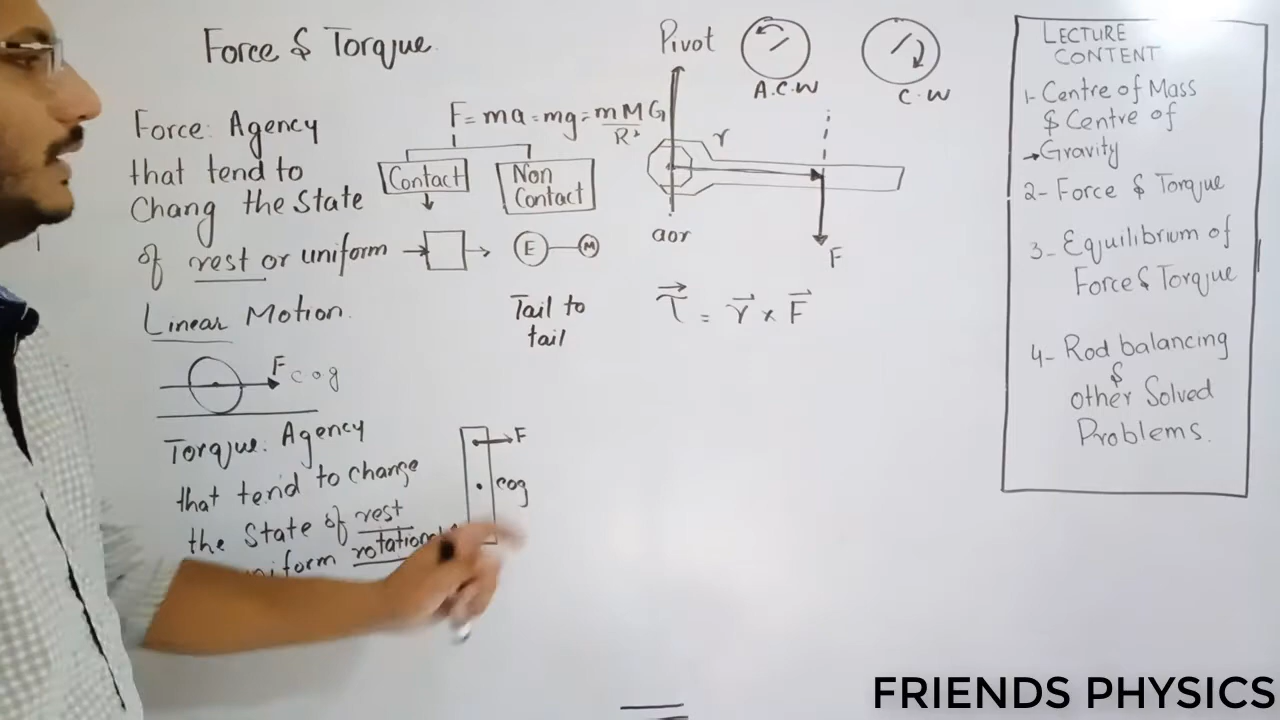 Force & Torque.
Force: Agency
that tend to
Chang the State
of rest or uniform
Linear Motion.
F
cog
Torque: Agency
that tend to change
the State of rest
uniform rotational
F = ma = mg = mMG
R²
Contact
Non
Contact
E
M
Tail to
tail
F
cog
Pivot
A.C.W
C.W
r
aor
F
τ = r × F
LECTURE
CONTENT
1- Centre of Mass
& Centre of
→Gravity
2- Force & Torque
3- Equilibrium of
Force & Torque
4- Rod balancing
&
other Solved
Problems.
FRIENDS PHYSICS